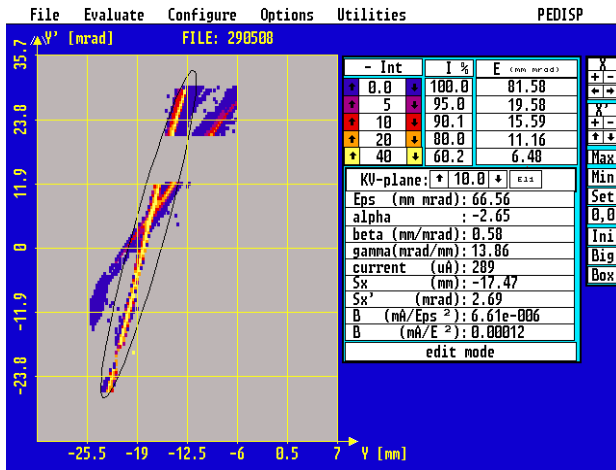 File Evaluate Configure Options Utilities PEDISP
Y' [mrad] FILE: 290508
35.7
23.8
11.9
0
-11.9
-23.8
-25.5 -19 -12.5 -6 0.5 7 Y [mm]
- Int I % E (mm mrad)
0.0 100.0 81.58
5 95.0 19.58
10 90.1 15.59
20 80.0 11.16
40 60.2 6.48
KV-plane: 10.0 Ell
Eps (mm mrad): 66.56
alpha : -2.65
beta (mm/mrad): 0.58
gamma(mrad/mm): 13.86
current (uA): 289
Sx (mm): -17.47
Sx' (mrad): 2.69
B (mA/Eps ²): 6.61e-006
B (mA/E ²): 0.00012
edit mode
X
+ -
X'
+ -
Max
Min
Set
0,0
Ini
Big
Box